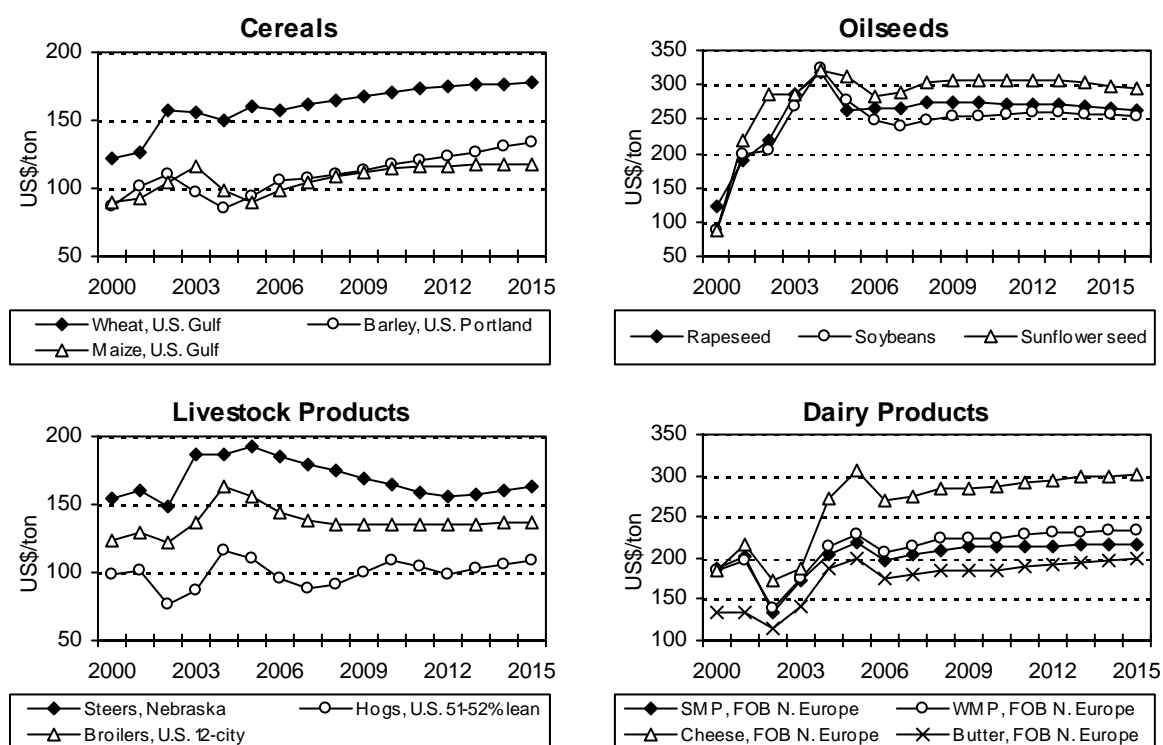 Cereals
200
150
100
50
US$/ton
2000 2003 2006 2009 2012 2015
Wheat, U.S. Gulf Barley, U.S. Portland
Maize, U.S. Gulf
Oilseeds
350
300
250
200
150
100
50
US$/ton
2000 2003 2006 2009 2012 2015
Rapeseed Soybeans Sunflower seed
Livestock Products
200
150
100
50
US$/ton
2000 2003 2006 2009 2012 2015
Steers, Nebraska Hogs, U.S. 51-52% lean
Broilers, U.S. 12-city
Dairy Products
350
300
250
200
150
100
US$/ton
2000 2003 2006 2009 2012 2015
SMP, FOB N. Europe WMP, FOB N. Europe
Cheese, FOB N. Europe Butter, FOB N. Europe